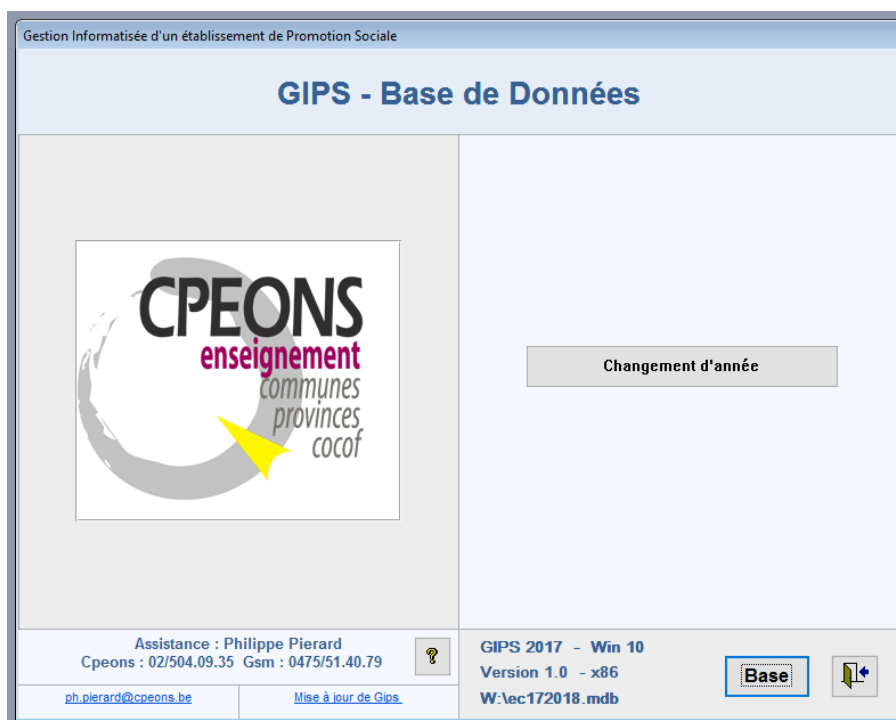 Gestion Informatisée d'un établissement de Promotion Sociale
GIPS - Base de Données
CPEONS
enseignement
communes
provinces
cocof
Changement d'année
Assistance : Philippe Pierard
Cpeons : 02/504.09.35 Gsm : 0475/51.40.79
?
ph.pierard@cpeons.be
Mise à jour de Gips
GIPS 2017 - Win 10
Version 1.0 - x86
W:\ec172018.mdb
Base